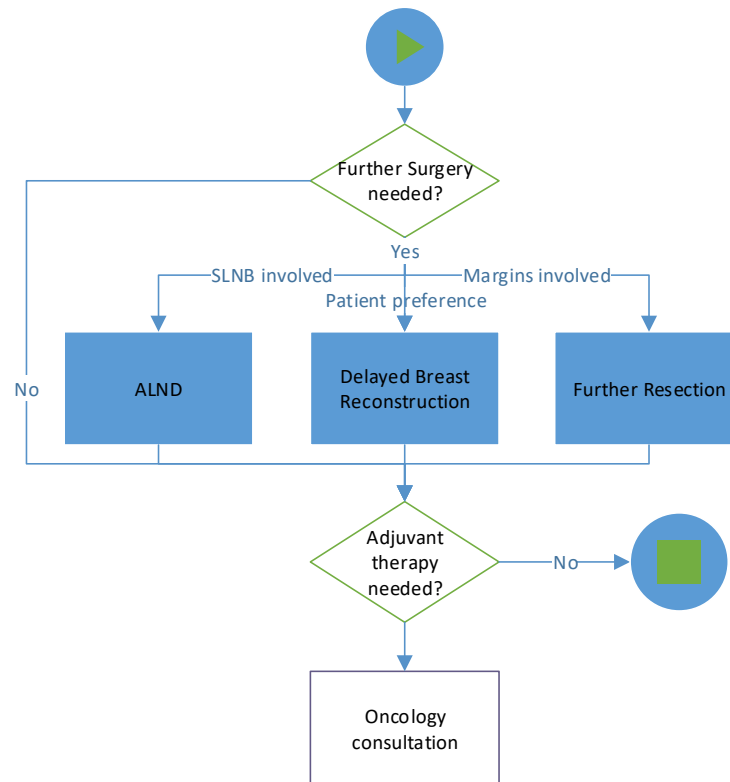 Further Surgery
needed?
Yes
SLNB involved
Margins involved
Patient preference
No
ALND
Delayed Breast
Reconstruction
Further Resection
Adjuvant
therapy
needed?
No
Oncology
consultation